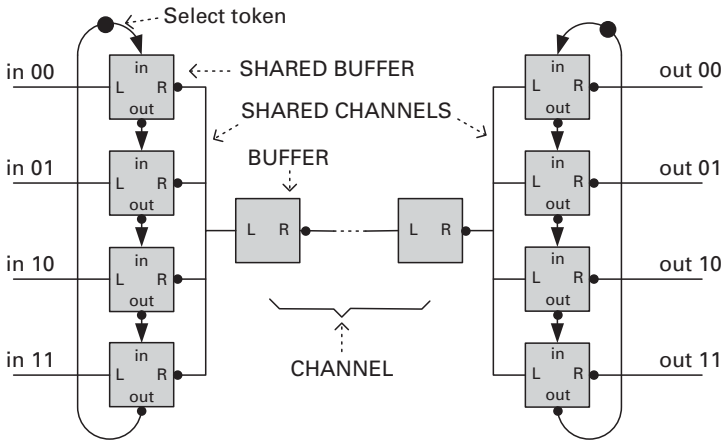 Select token
in 00
in
L R
out
SHARED BUFFER
in
L R
out
out 00
SHARED CHANNELS
in 01
in
L R
out
BUFFER
in
L R
out
out 01
L R
L R
in 10
in
L R
out
in
L R
out
out 10
in 11
in
L R
out
CHANNEL
in
L R
out
out 11